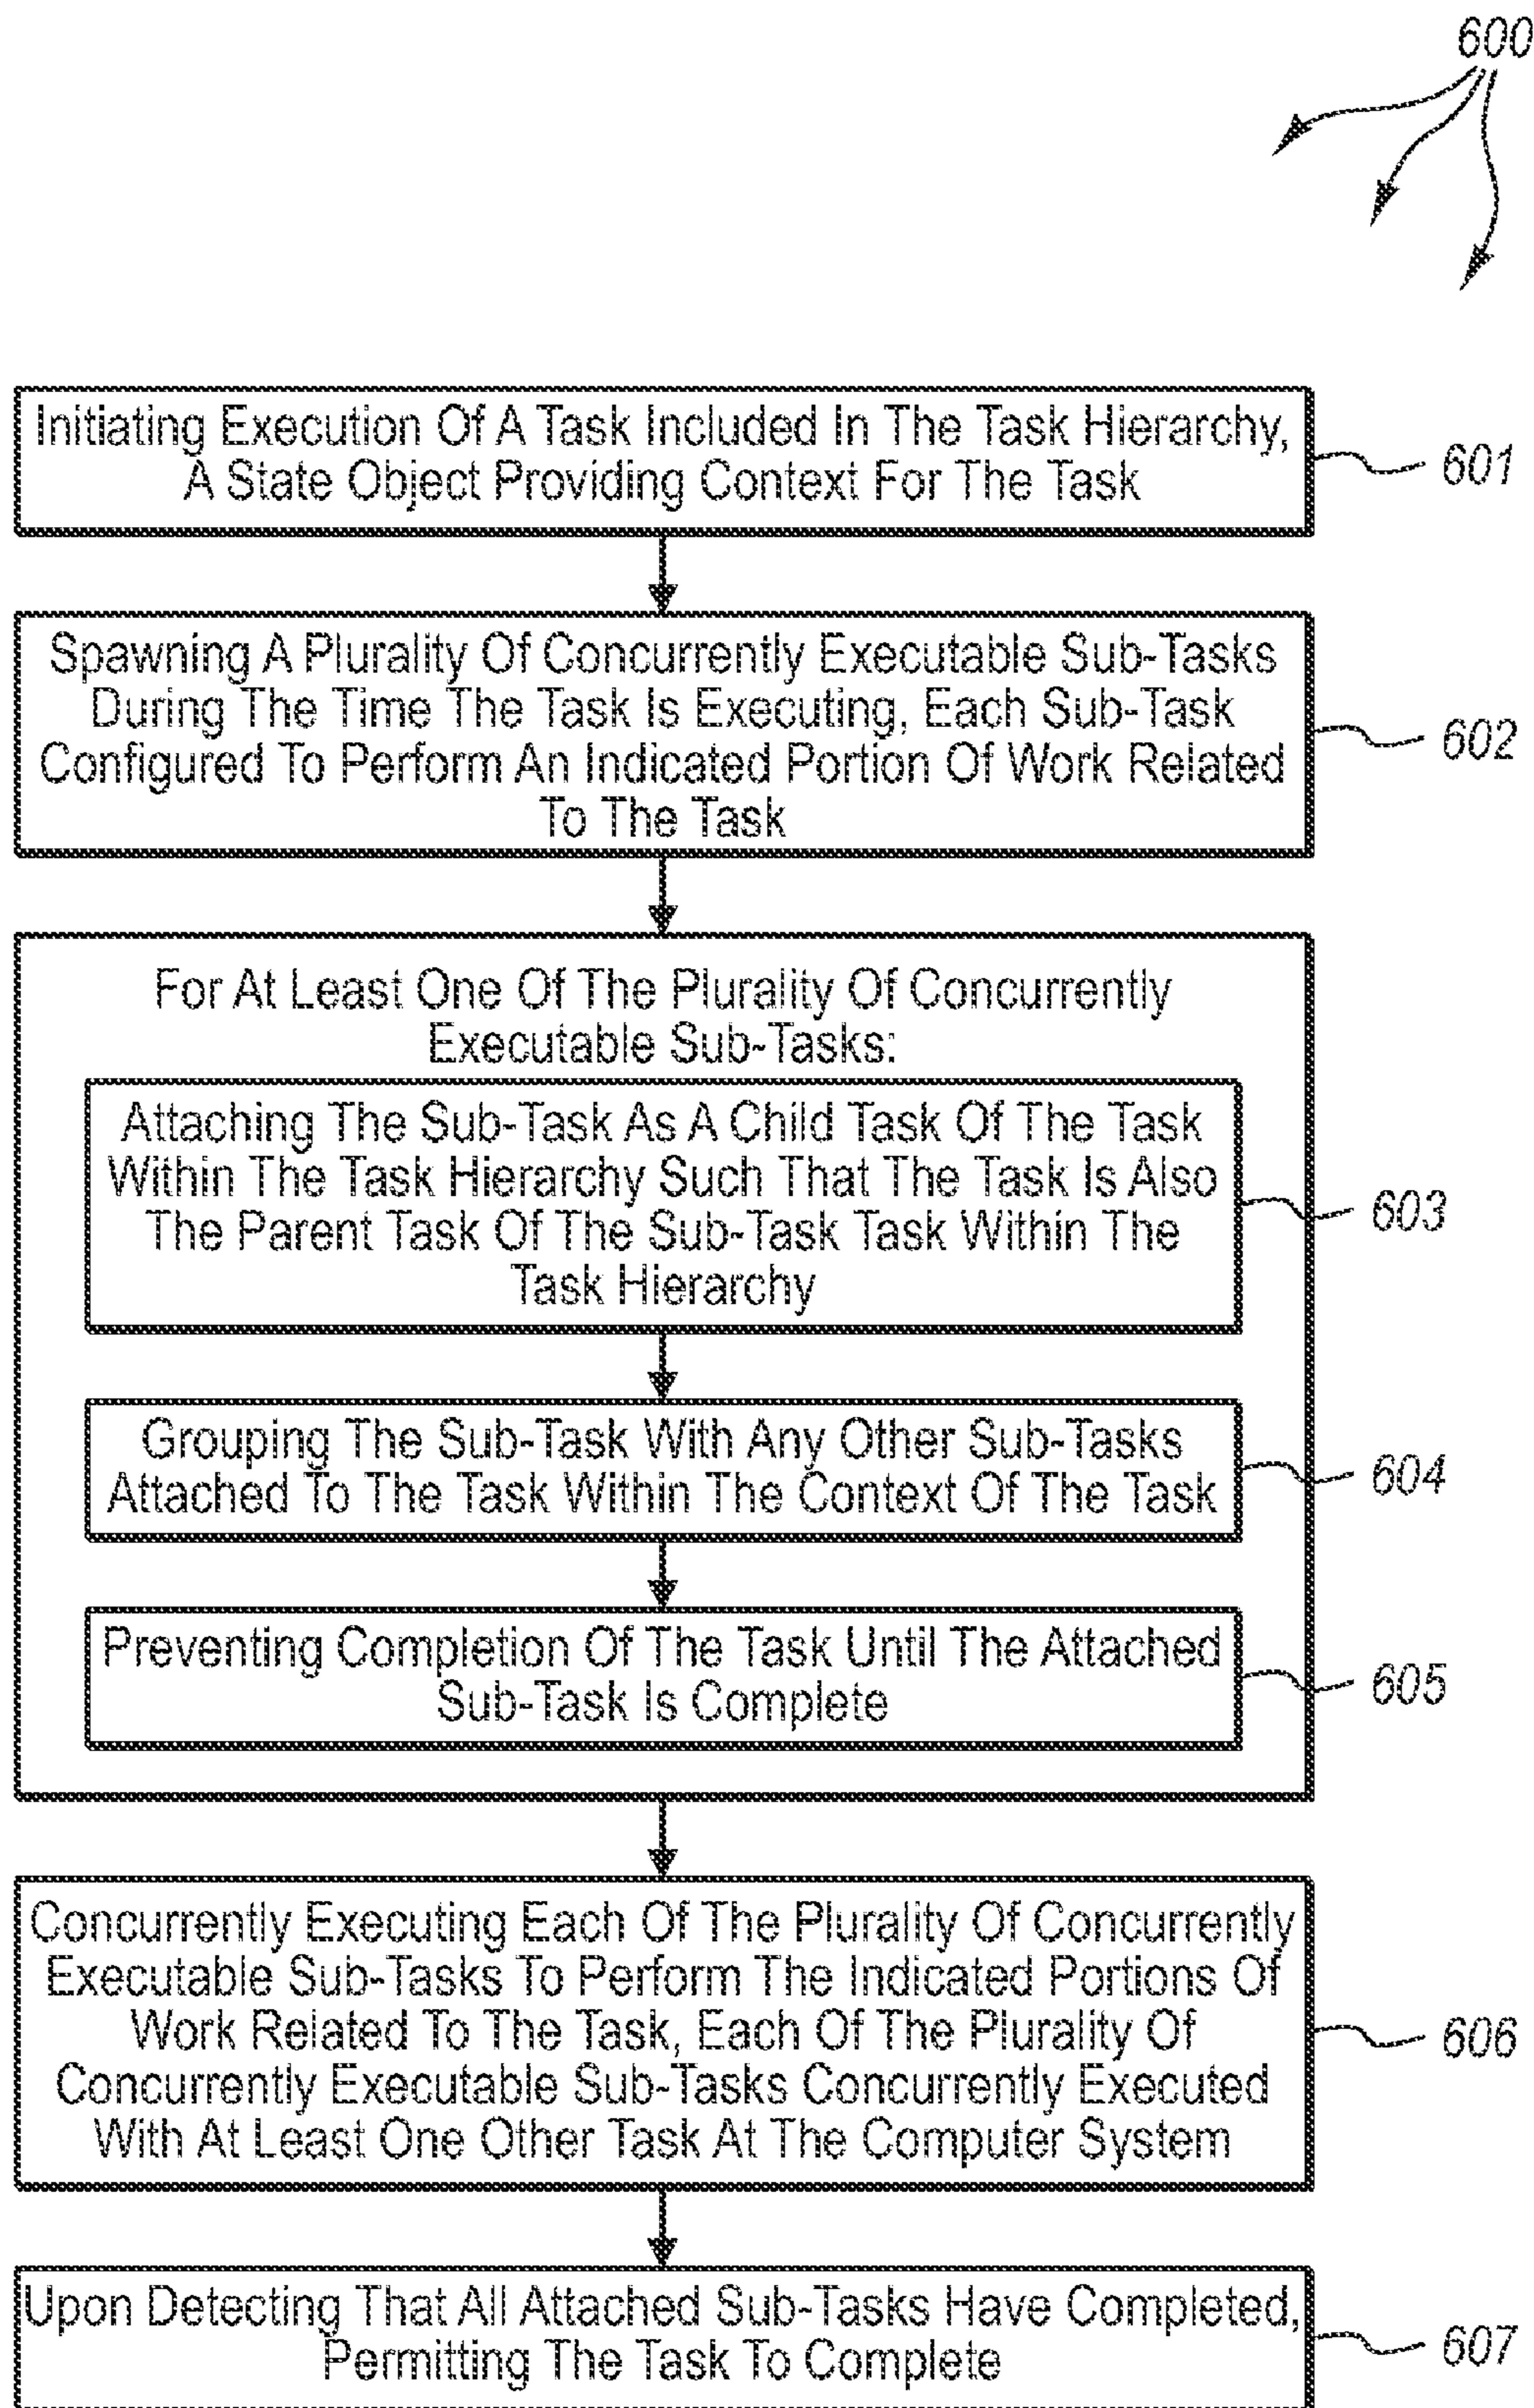 600
Initiating Execution Of A Task Included In The Task Hierarchy,
A State Object Providing Context For The Task
601
Spawning A Plurality Of Concurrently Executable Sub-Tasks
During The Time The Task Is Executing, Each Sub-Task
Configured To Perform An Indicated Portion Of Work Related
To The Task
602
For At Least One Of The Plurality Of Concurrently
Executable Sub-Tasks:
Attaching The Sub-Task As A Child Task Of The Task
Within The Task Hierarchy Such That The Task Is Also
The Parent Task Of The Sub-Task Task Within The
Task Hierarchy
603
Grouping The Sub-Task With Any Other Sub-Tasks
Attached To The Task Within The Context Of The Task
604
Preventing Completion Of The Task Until The Attached
Sub-Task Is Complete
605
Concurrently Executing Each Of The Plurality Of Concurrently
Executable Sub-Tasks To Perform The Indicated Portions Of
Work Related To The Task, Each Of The Plurality Of
Concurrently Executable Sub-Tasks Concurrently Executed
With At Least One Other Task At The Computer System
606
Upon Detecting That All Attached Sub-Tasks Have Completed,
Permitting The Task To Complete
607